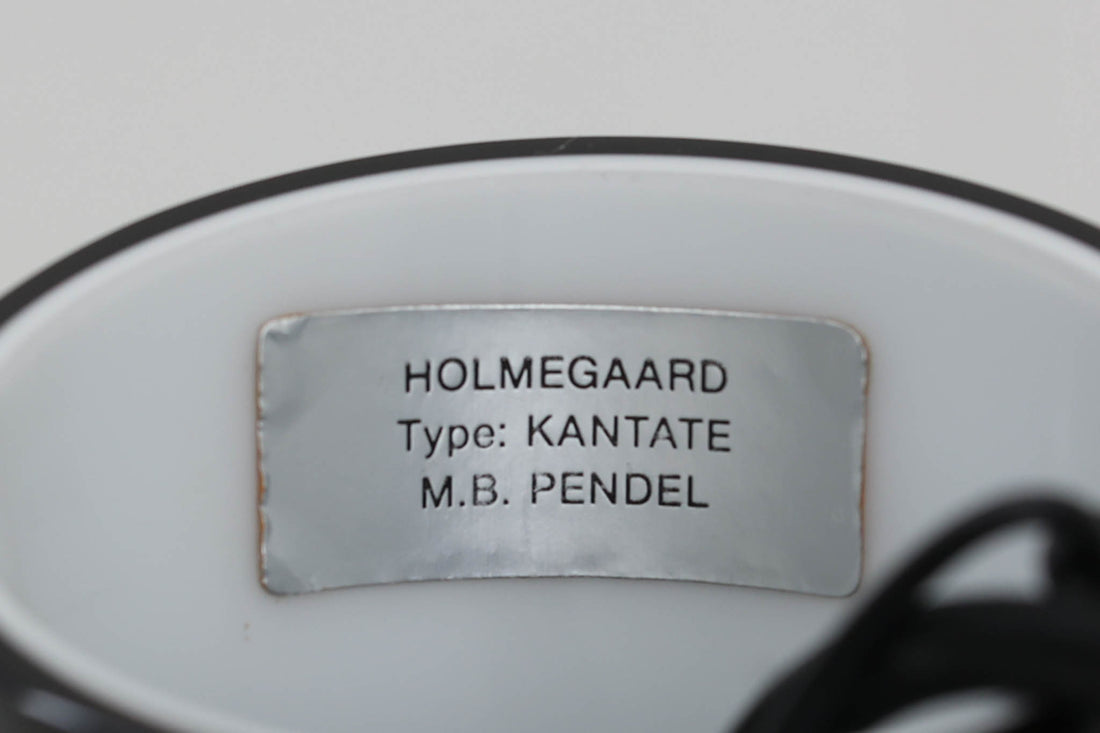 HOLMEGAARD
Type: KANTATE
M.B. PENDEL